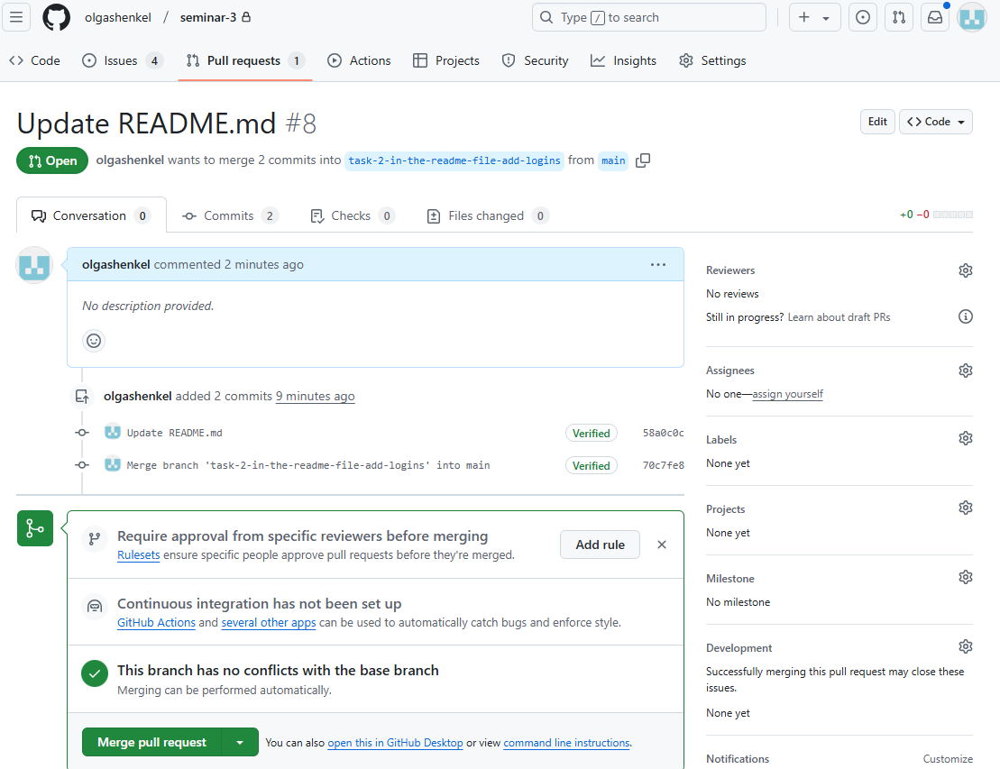 olgashenkel / seminar-3
Type / to search
Code
Issues 4
Pull requests 1
Actions
Projects
Security
Insights
Settings
Update README.md #8
Edit
<> Code
Open
olgashenkel wants to merge 2 commits into task-2-in-the-readme-file-add-logins from main
Conversation 0
Commits 2
Checks 0
Files changed 0
+0 −0
olgashenkel commented 2 minutes ago
No description provided.
olgashenkel added 2 commits 9 minutes ago
Update README.md Verified 58a0c0c
Merge branch 'task-2-in-the-readme-file-add-logins' into main Verified 70c7fe8
Require approval from specific reviewers before merging
Rulesets ensure specific people approve pull requests before they're merged.
Add rule
Continuous integration has not been set up
GitHub Actions and several other apps can be used to automatically catch bugs and enforce style.
This branch has no conflicts with the base branch
Merging can be performed automatically.
Merge pull request
You can also open this in GitHub Desktop or view command line instructions.
Reviewers
No reviews
Still in progress? Learn about draft PRs
Assignees
No one—assign yourself
Labels
None yet
Projects
None yet
Milestone
No milestone
Development
Successfully merging this pull request may close these
issues.
None yet
Notifications
Customize